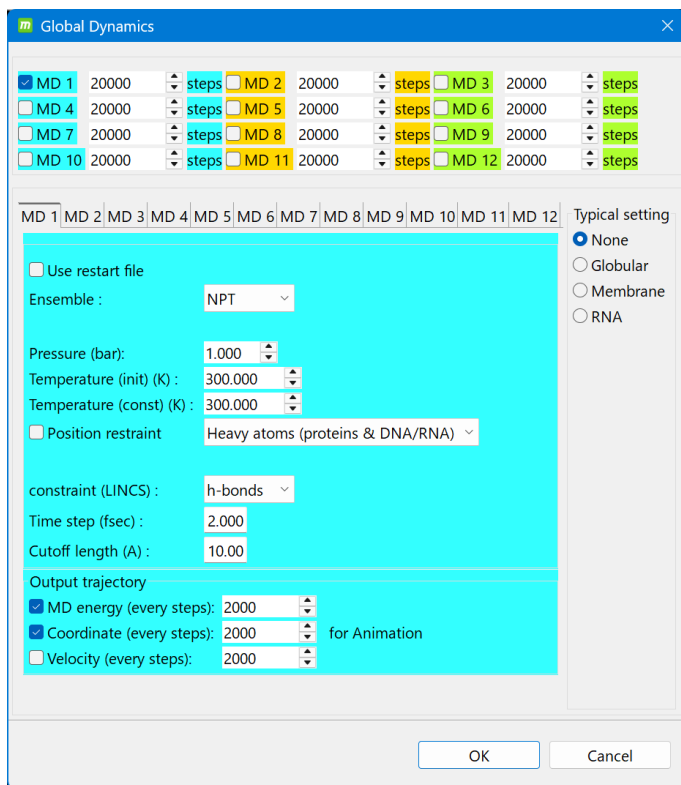 m Global Dynamics
MD 1 20000 steps MD 2 20000 steps MD 3 20000 steps
MD 4 20000 steps MD 5 20000 steps MD 6 20000 steps
MD 7 20000 steps MD 8 20000 steps MD 9 20000 steps
MD 10 20000 steps MD 11 20000 steps MD 12 20000 steps
MD 1 MD 2 MD 3 MD 4 MD 5 MD 6 MD 7 MD 8 MD 9 MD 10 MD 11 MD 12
Typical setting
None
Globular
Membrane
RNA
Use restart file
Ensemble : NPT
Pressure (bar): 1.000
Temperature (init) (K) : 300.000
Temperature (const) (K) : 300.000
Position restraint Heavy atoms (proteins & DNA/RNA)
constraint (LINCS) : h-bonds
Time step (fsec) : 2.000
Cutoff length (A) : 10.00
Output trajectory
MD energy (every steps): 2000
Coordinate (every steps): 2000 for Animation
Velocity (every steps): 2000
OK Cancel